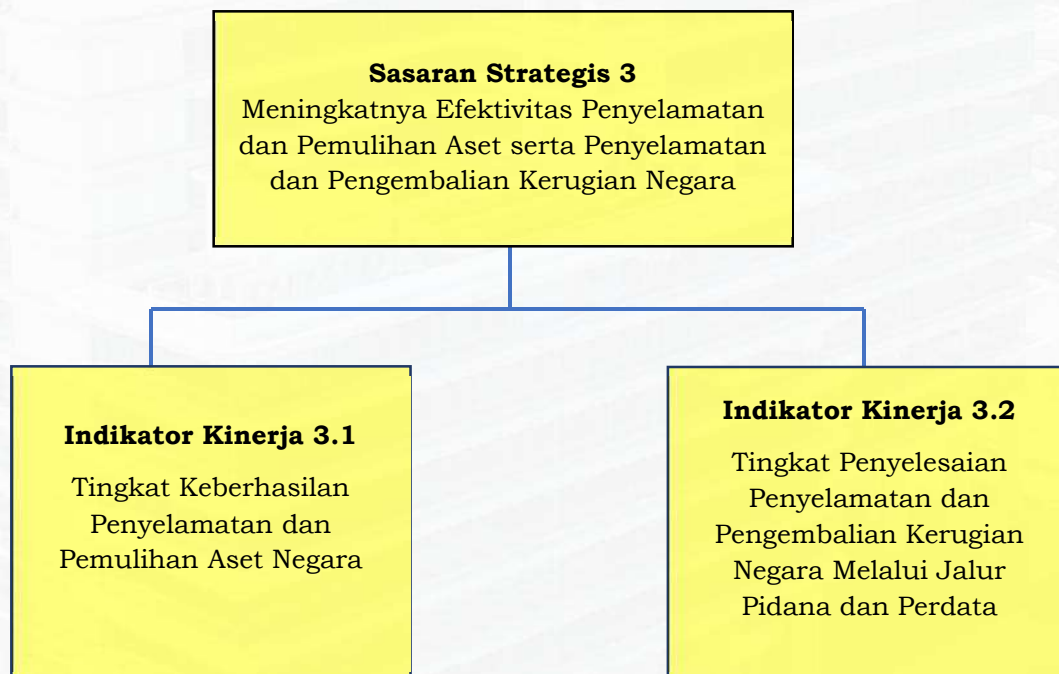 Sasaran Strategis 3
Meningkatnya Efektivitas Penyelamatan
dan Pemulihan Aset serta Penyelamatan
dan Pengembalian Kerugian Negara
Indikator Kinerja 3.1
Tingkat Keberhasilan
Penyelamatan dan
Pemulihan Aset Negara
Indikator Kinerja 3.2
Tingkat Penyelesaian
Penyelamatan dan
Pengembalian Kerugian
Negara Melalui Jalur
Pidana dan Perdata